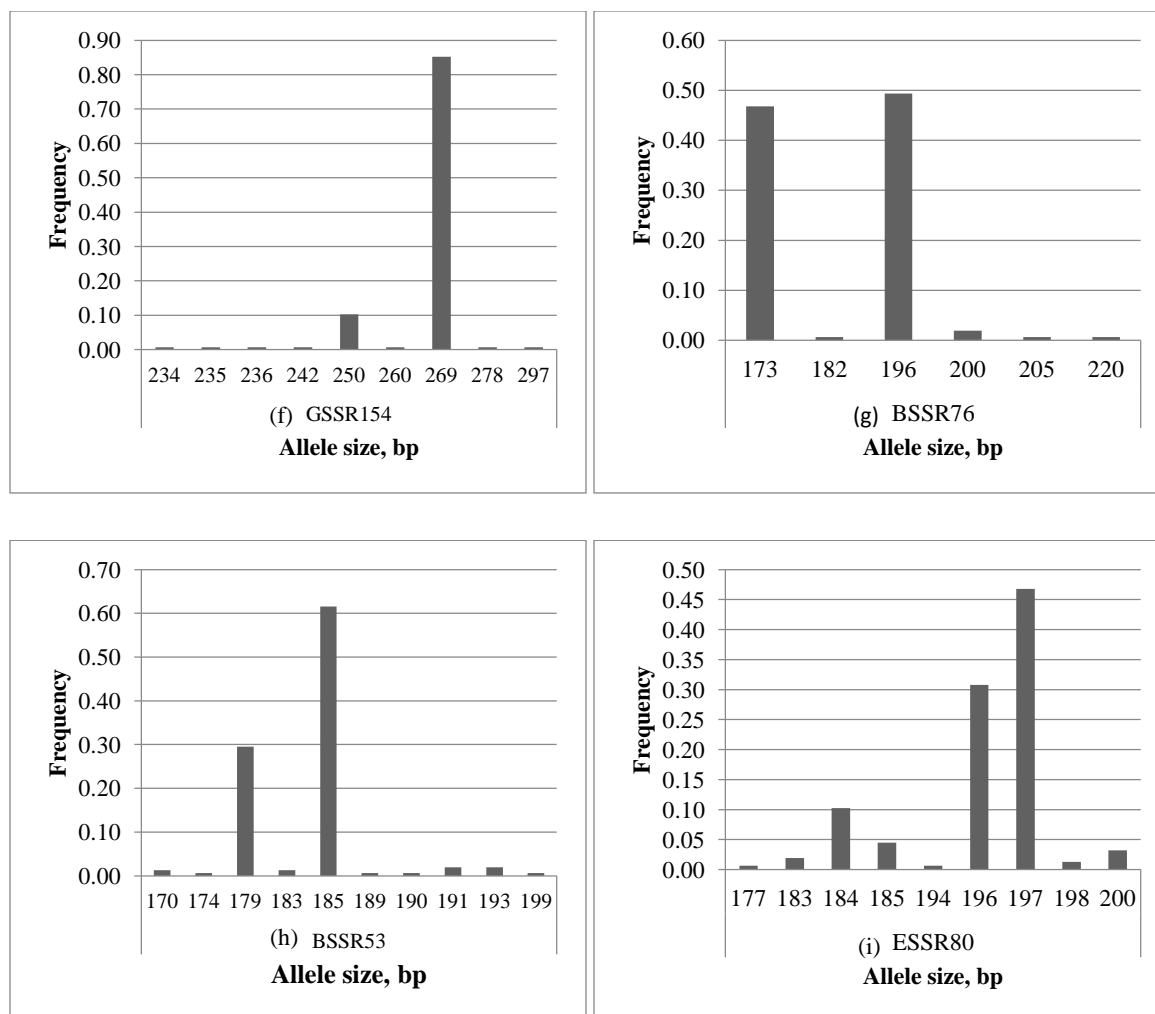 0.90
0.80
0.70
0.60
0.50
0.40
0.30
0.20
0.10
0.00
Frequency
234 235 236 242 250 260 269 278 297
(f) GSSR154
Allele size, bp
0.60
0.50
0.40
0.30
0.20
0.10
0.00
Frequency
173 182 196 200 205 220
(g) BSSR76
Allele size, bp
0.70
0.60
0.50
0.40
0.30
0.20
0.10
0.00
Frequency
170 174 179 183 185 189 190 191 193 199
(h) BSSR53
Allele size, bp
0.50
0.45
0.40
0.35
0.30
0.25
0.20
0.15
0.10
0.05
0.00
Frequency
177 183 184 185 194 196 197 198 200
(i) ESSR80
Allele size, bp